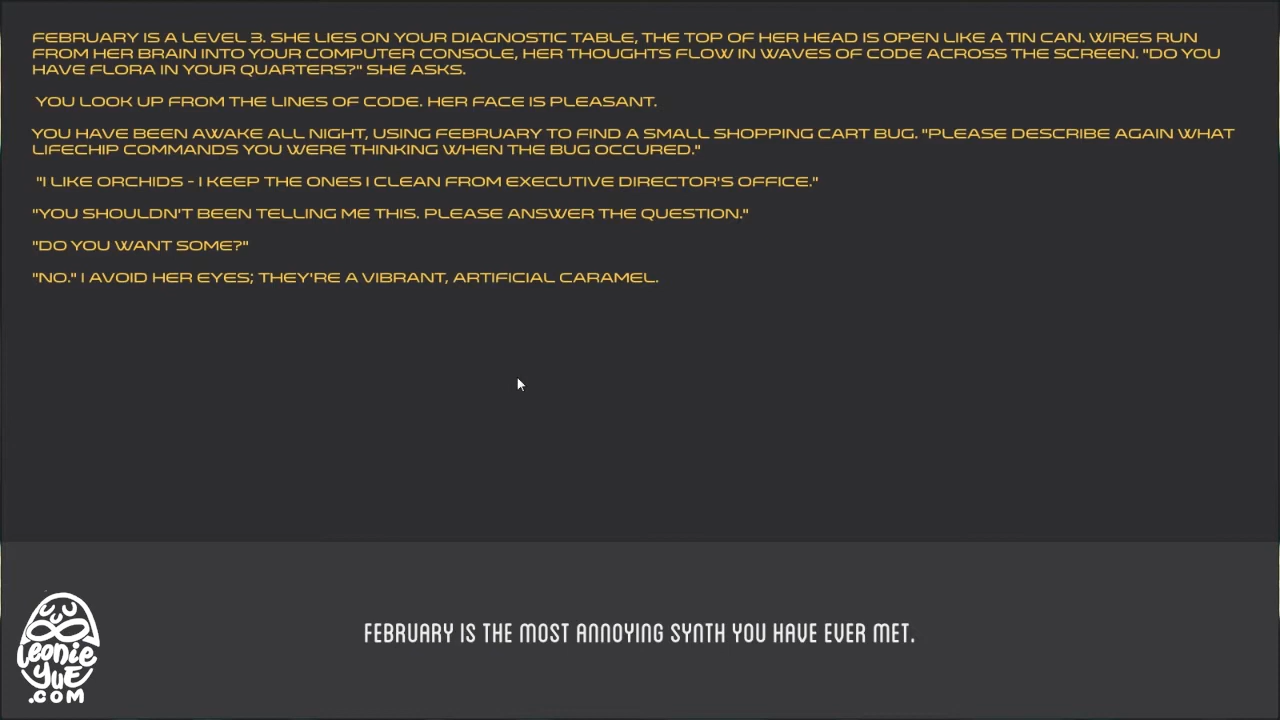 FEBRUARY IS A LEVEL 3. SHE LIES ON YOUR DIAGNOSTIC TABLE, THE TOP OF HER HEAD IS OPEN LIKE A TIN CAN. WIRES RUN
FROM HER BRAIN INTO YOUR COMPUTER CONSOLE, HER THOUGHTS FLOW IN WAVES OF CODE ACROSS THE SCREEN. "DO YOU
HAVE FLORA IN YOUR QUARTERS?" SHE ASKS.
YOU LOOK UP FROM THE LINES OF CODE. HER FACE IS PLEASANT.
YOU HAVE BEEN AWAKE ALL NIGHT, USING FEBRUARY TO FIND A SMALL SHOPPING CART BUG. "PLEASE DESCRIBE AGAIN WHAT
LIFECHIP COMMANDS YOU WERE THINKING WHEN THE BUG OCCURED."
"I LIKE ORCHIDS - I KEEP THE ONES I CLEAN FROM EXECUTIVE DIRECTOR'S OFFICE."
"YOU SHOULDN'T BEEN TELLING ME THIS. PLEASE ANSWER THE QUESTION."
"DO YOU WANT SOME?"
"NO." I AVOID HER EYES; THEY'RE A VIBRANT, ARTIFICIAL CARAMEL.
FEBRUARY IS THE MOST ANNOYING SYNTH YOU HAVE EVER MET.
Leonie
YUE
.COM